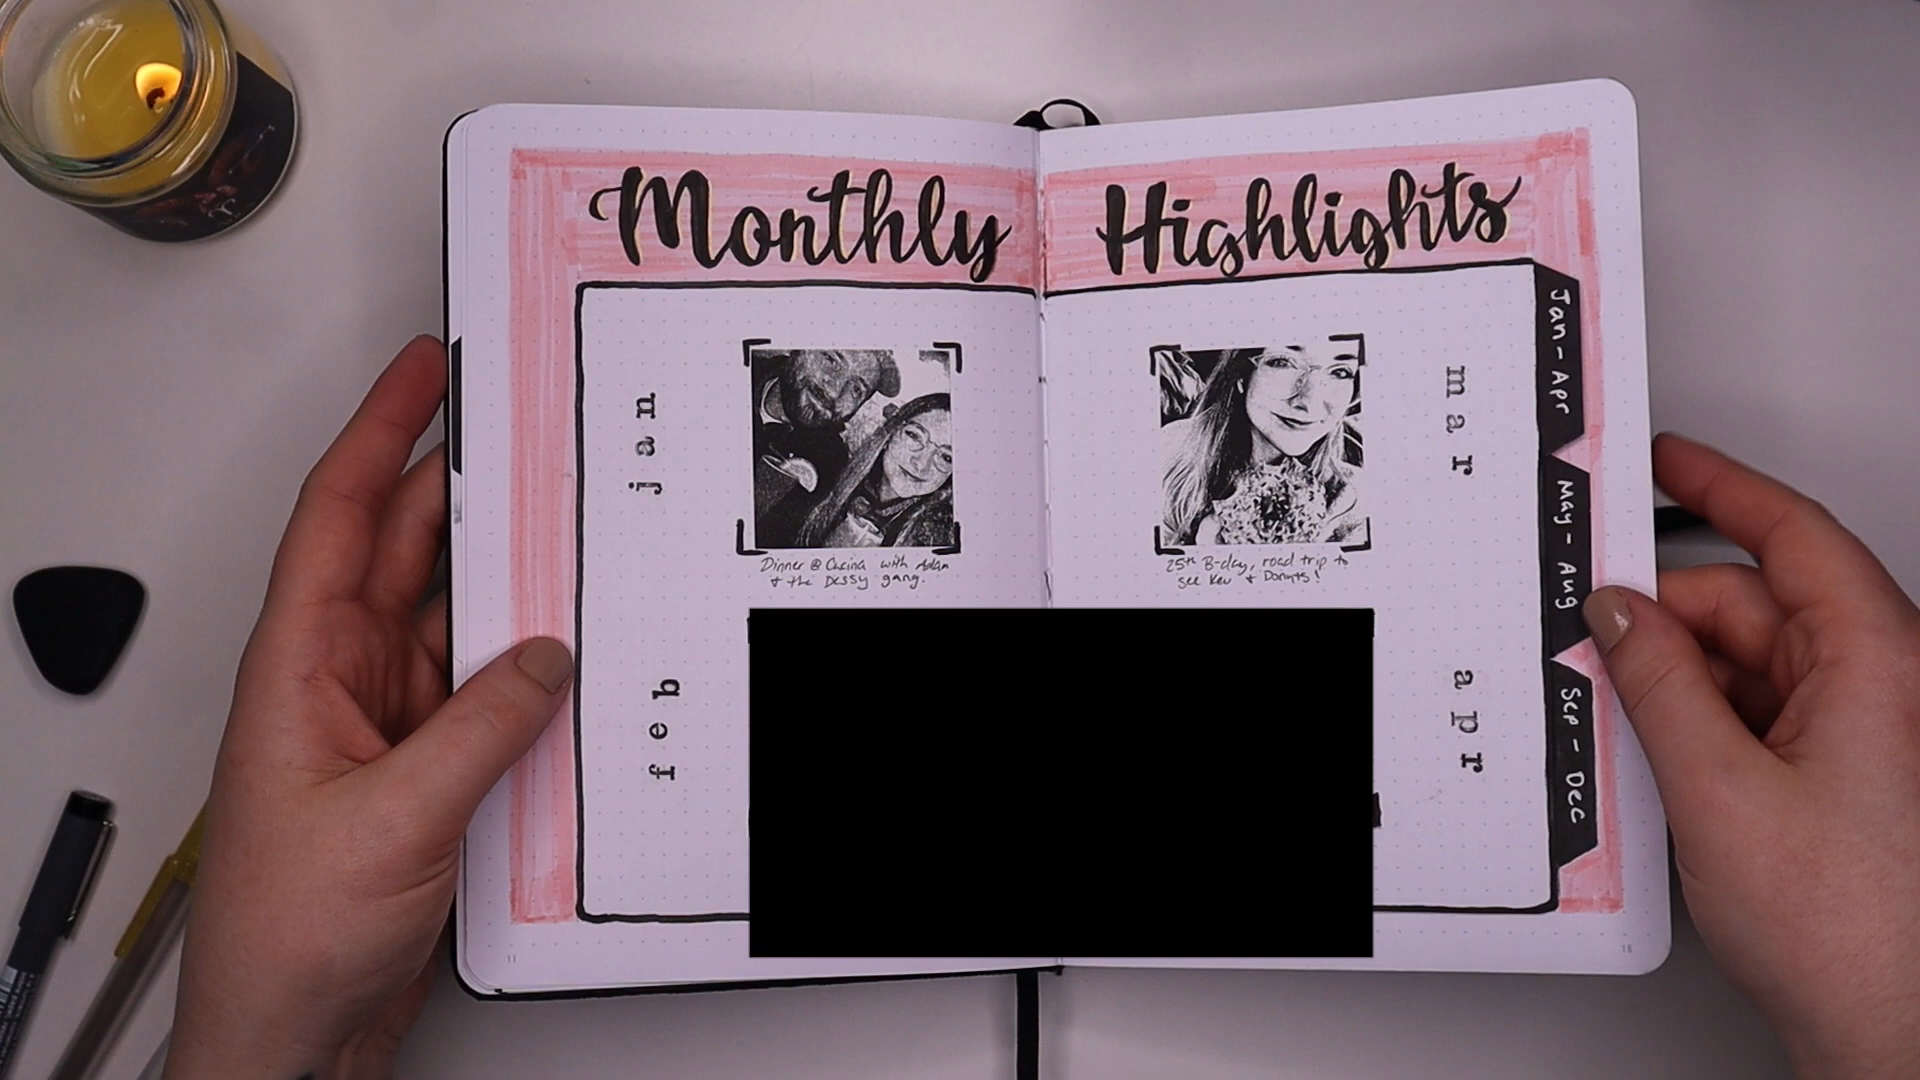 Monthly Highlights
jan
Dinner @ Cucina with Adam
& the Dessy gang.
feb
mar
25th B-day, road trip to
see Kev & Donuts!
apr
Jan - Apr
May - Aug
Sep - Dec